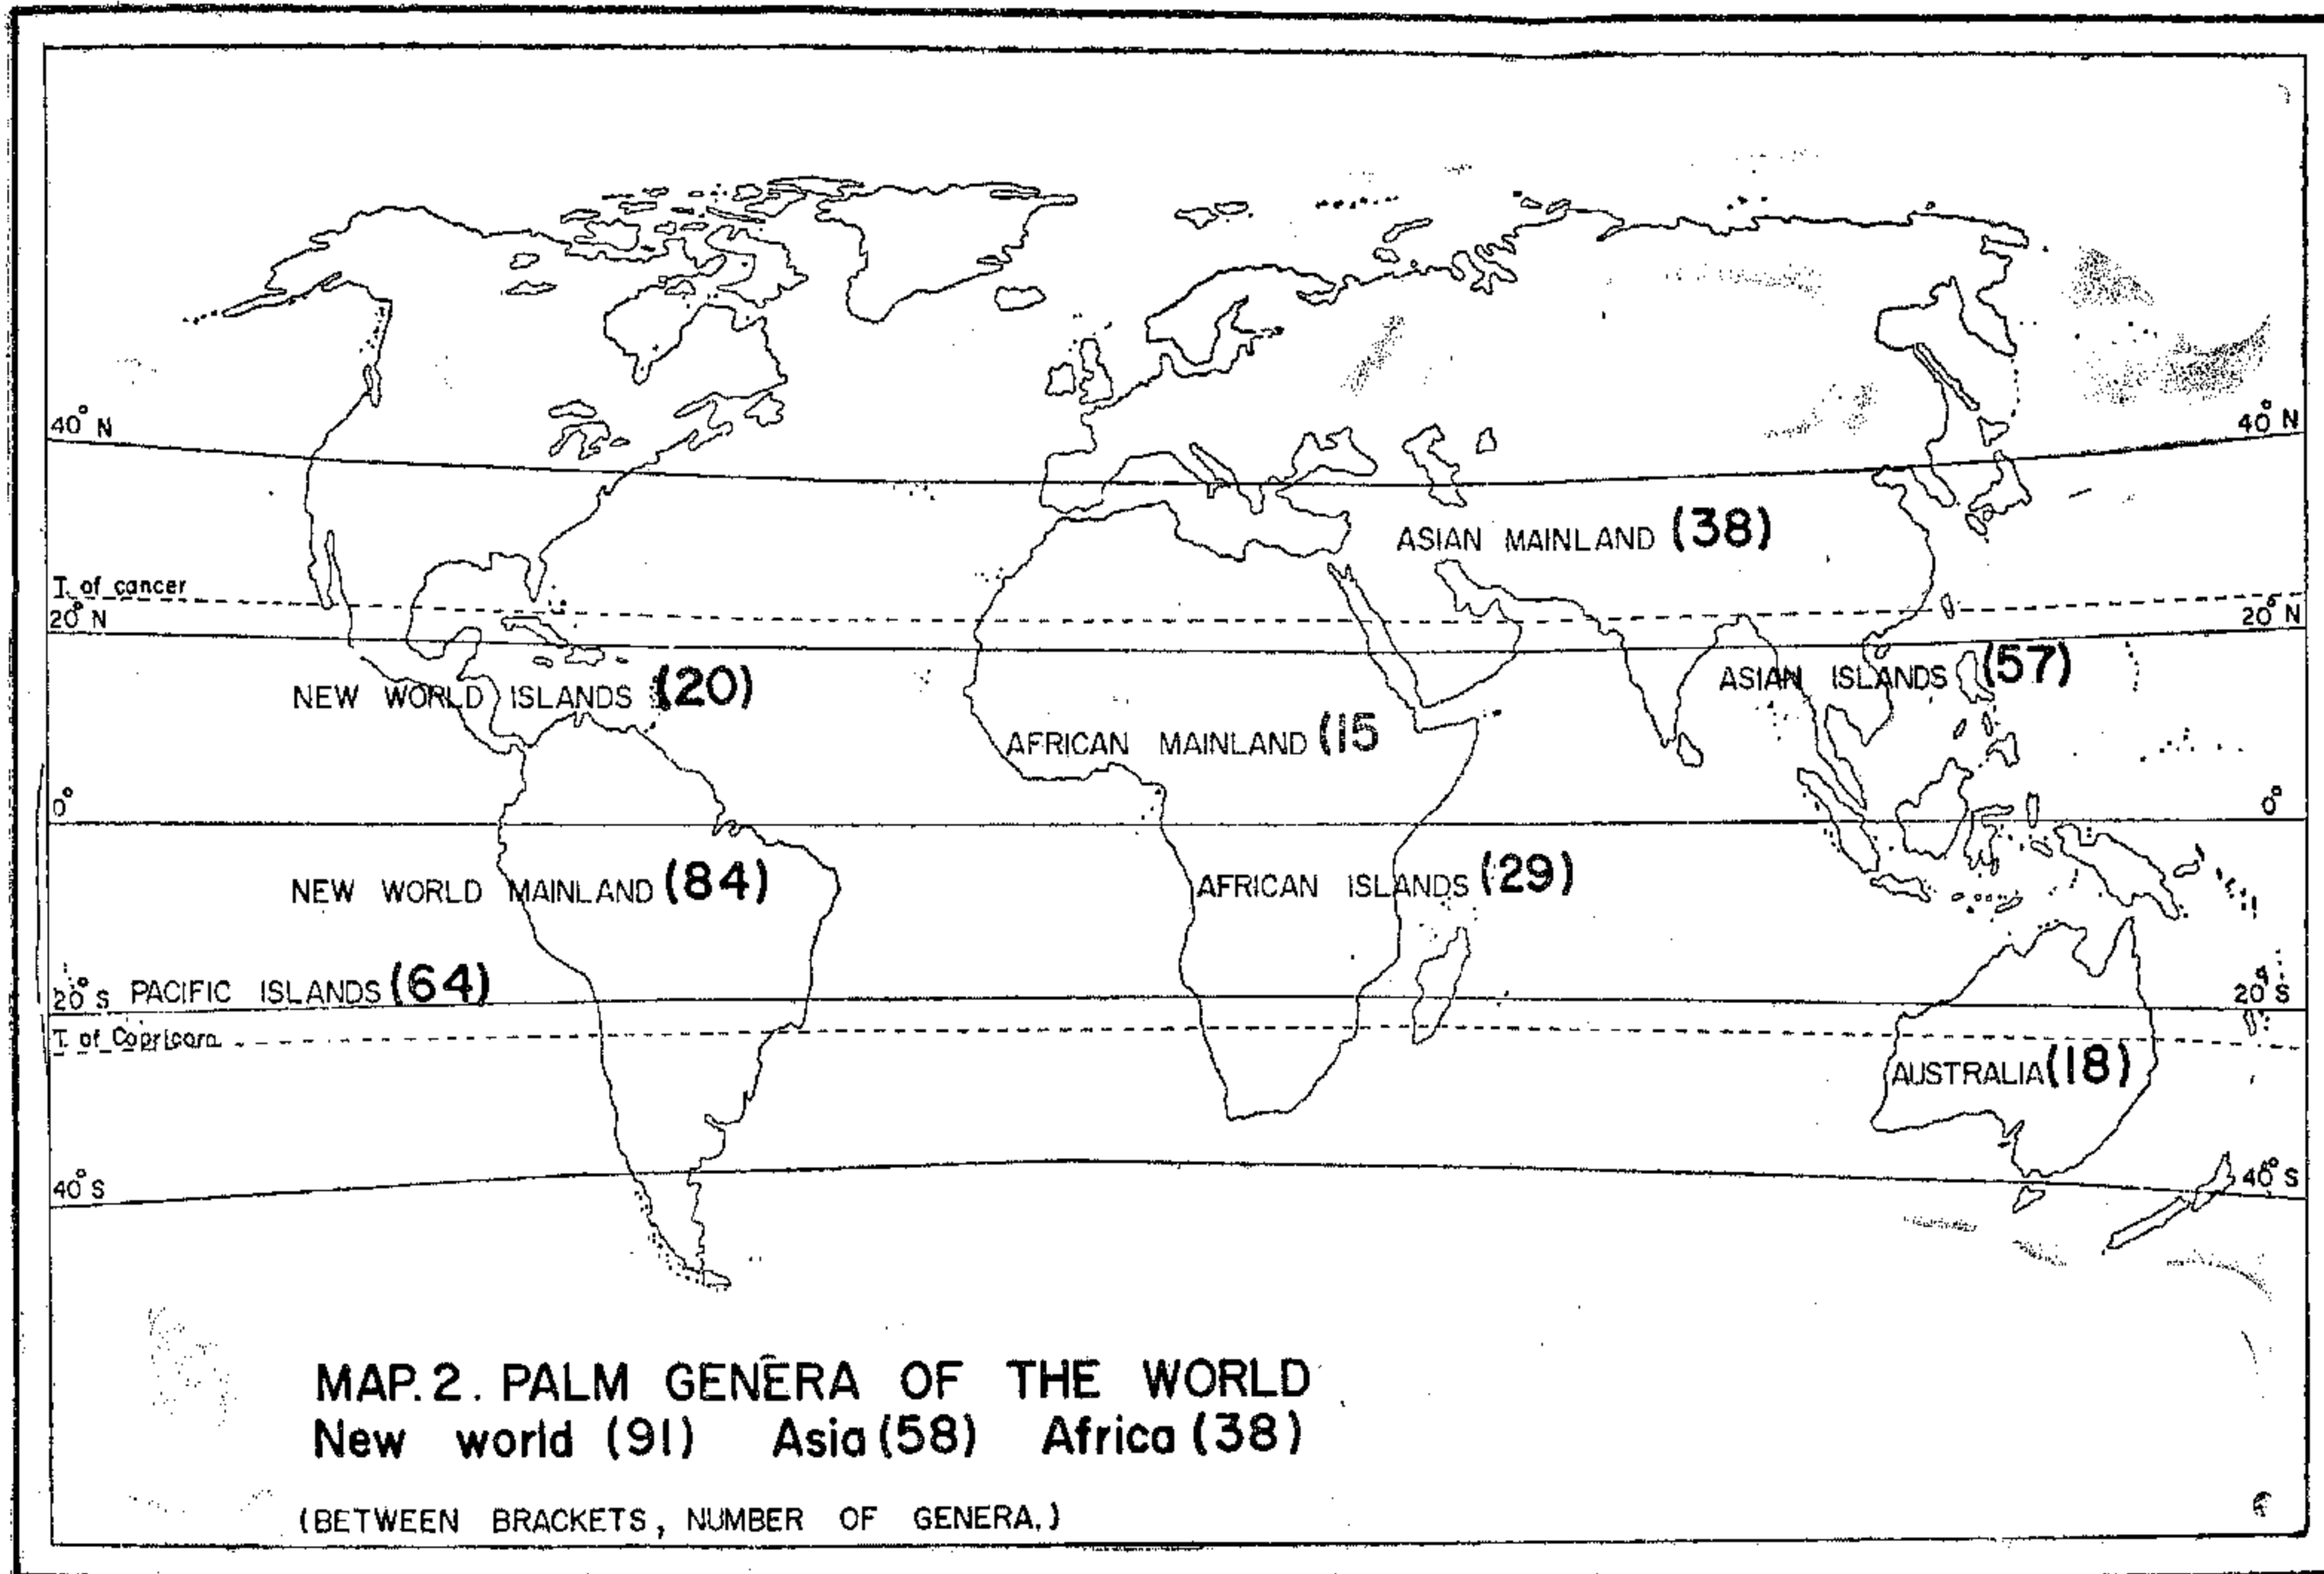 40° N
40° N
ASIAN MAINLAND (38)
T. of cancer
20° N
20° N
NEW WORLD ISLANDS (20)
ASIAN ISLANDS (57)
AFRICAN MAINLAND (15
0°
0°
NEW WORLD MAINLAND (84)
AFRICAN ISLANDS (29)
PACIFIC ISLANDS (64)
20° S
20° S
T. of Capricorn
AUSTRALIA (18)
40° S
40° S
MAP. 2. PALM GENERA OF THE WORLD
New world (91) Asia (58) Africa (38)
(BETWEEN BRACKETS, NUMBER OF GENERA.)